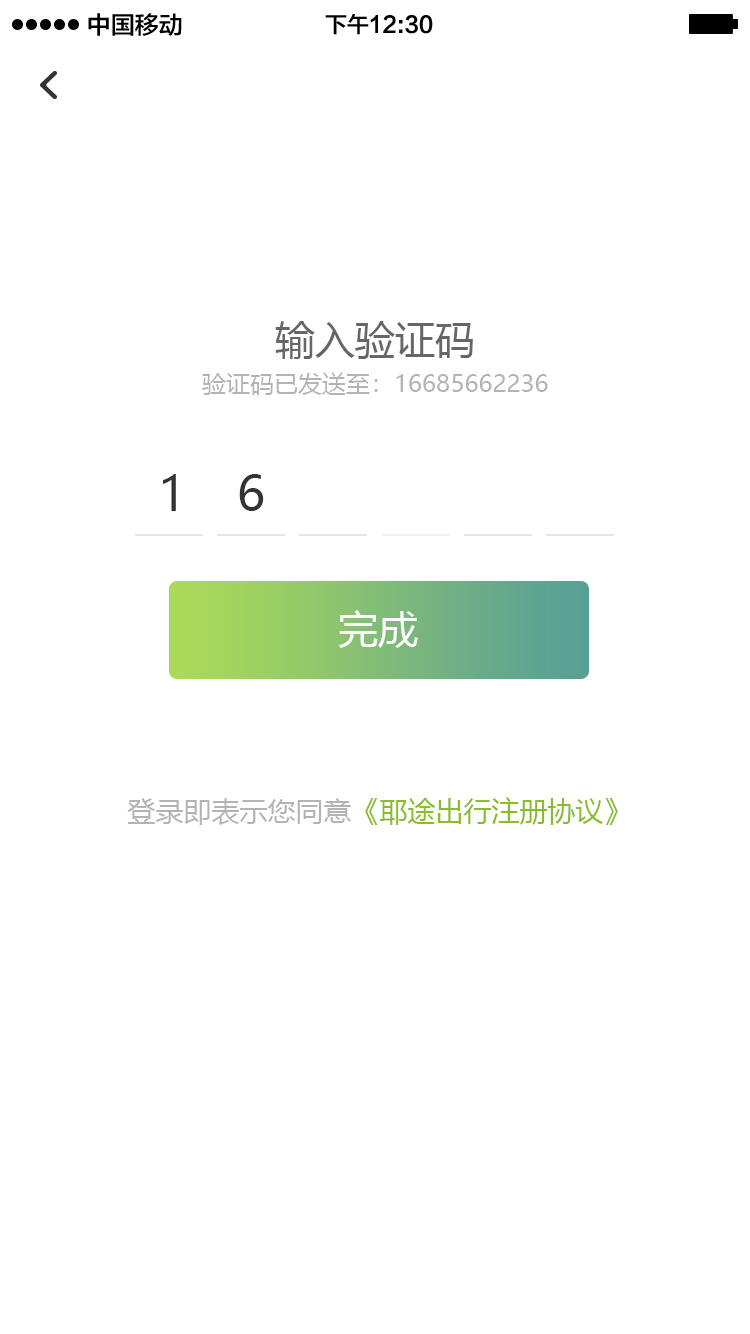 中国移动 下午12:30
输入验证码
验证码已发送至：16685662236
1 6
完成
登录即表示您同意《耶途出行注册协议》